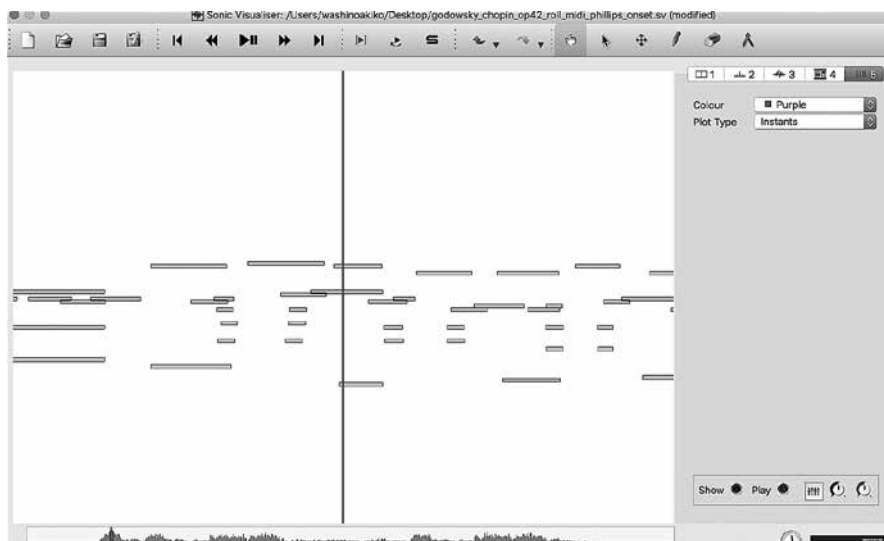 Sonic Visualiser: /Users/washinoakiko/Desktop/godowsky_chopin_op42_roll_midi_phillips_onset.sv (modified)
1 2 3 4 5
Colour Purple
Plot Type Instants
Show Play